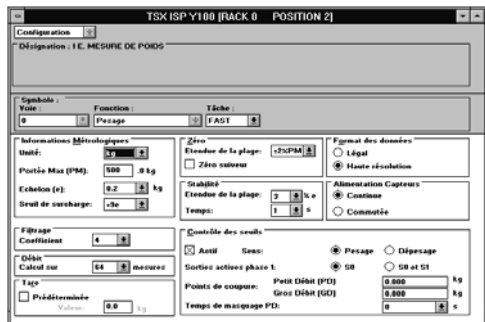 TSX ISP Y100 [RACK 0 POSITION 2]
Configuration
Désignation : 1 E. MESURE DE POIDS
Symbole :
Voie : Fonction : Tâche :
0 Pesage FAST
Informations Métrologiques
Unité: kg
Portée Max (PM): 500 .0 kg
Echelon (e): 0.2 kg
Seuil de surcharge: +9e
Zéro
Etendue de la plage: ±2%PM
Zéro suiveur
Format des données
Légal
Haute résolution
Stabilité
Etendue de la plage: 3 ¼ e
Temps: 1 s
Alimentation Capteurs
Continue
Commutée
Filtrage
Coefficient 4
Débit
Calcul sur 64 mesures
Tare
Prédéterminée
Valeur: 0.0 kg
Contrôle des seuils
Actif Sens: Pesage Dépesage
Sorties actives phase 1: S0 S0 et S1
Points de coupure: Petit Débit (PD) 0.000 kg
Gros Débit (GD) 0.000 kg
Temps de masquage PD: 0 s